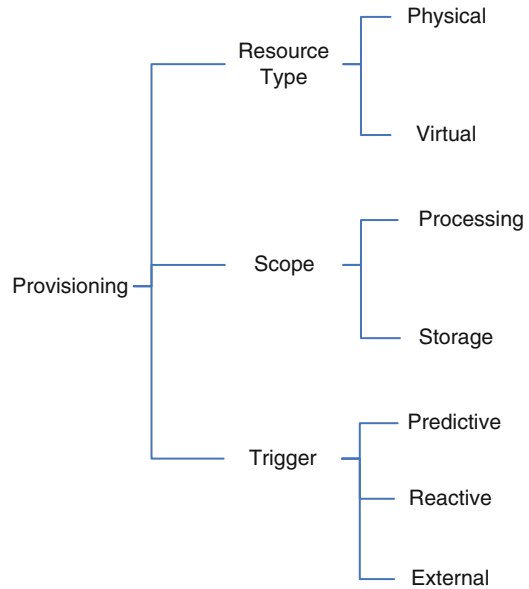 Provisioning
Resource
Type
Physical
Virtual
Scope
Processing
Storage
Trigger
Predictive
Reactive
External